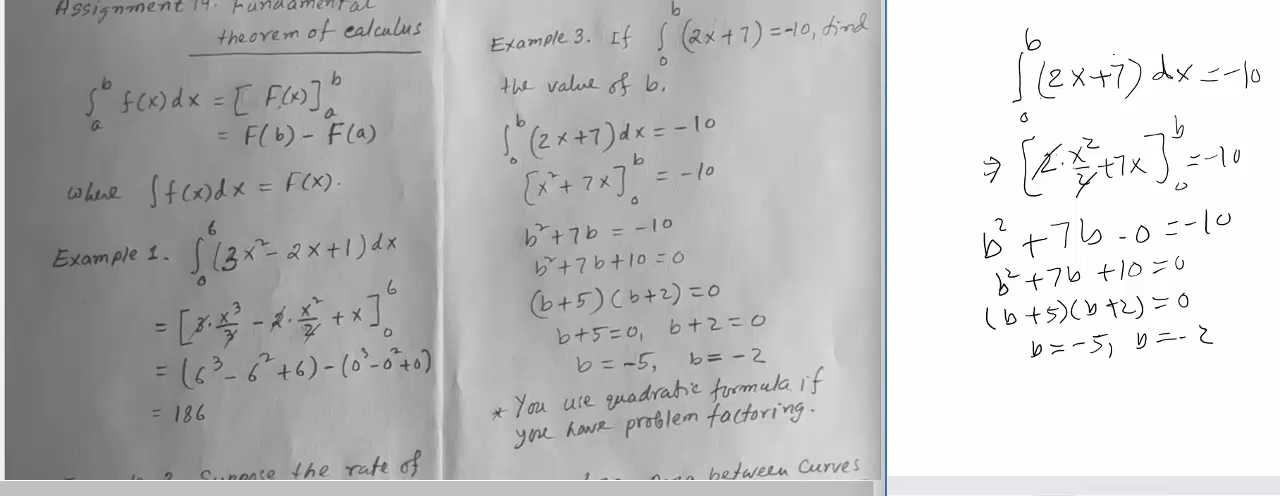 Assignment 14. Fundamental
theorem of calculus
∫_a^b f(x)dx = [F(x)]_a^b
= F(b) - F(a)
where ∫f(x)dx = F(x).
Example 1. ∫_0^6 (3x² - 2x + 1) dx
= [3·x³/3 - 2·x²/2 + x]_0^6
= (6³ - 6² + 6) - (0³ - 0² + 0)
= 186
Suppose the rate of
Example 3. If ∫_0^b (2x+7) = -10, find
the value of b.
∫_0^b (2x+7)dx = -10
[x² + 7x]_0^b = -10
b² + 7b = -10
b² + 7b + 10 = 0
(b+5)(b+2) = 0
b+5=0, b+2=0
b = -5, b = -2
* You use quadratic formula if
you have problem factoring.
between Curves
∫_0^b (2x+7) dx = -10
⇒ [2·x²/2 + 7x]_0^b = -10
b² + 7b - 0 = -10
b² + 7b + 10 = 0
(b+5)(b+2) = 0
b = -5, b = -2